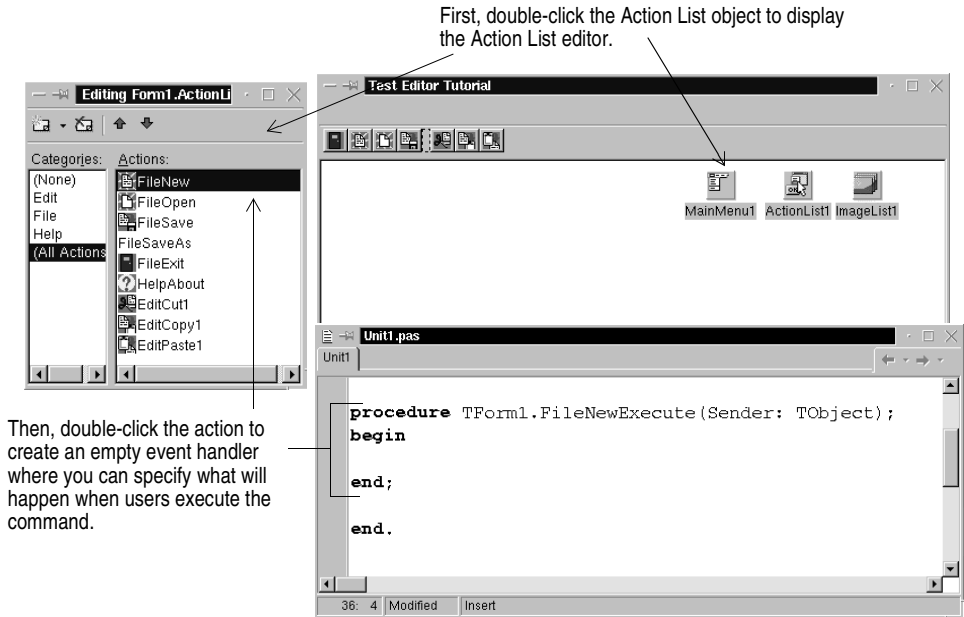 First, double-click the Action List object to display
the Action List editor.
Editing Form1.ActionLi
Categories:
Actions:
(None)
Edit
File
Help
(All Actions
FileNew
FileOpen
FileSave
FileSaveAs
FileExit
HelpAbout
EditCut1
EditCopy1
EditPaste1
Test Editor Tutorial
MainMenu1
ActionList1
ImageList1
Then, double-click the action to
create an empty event handler
where you can specify what will
happen when users execute the
command.
Unit1.pas
Unit1
procedure TForm1.FileNewExecute(Sender: TObject);
begin
end;
end.
36: 4 Modified Insert